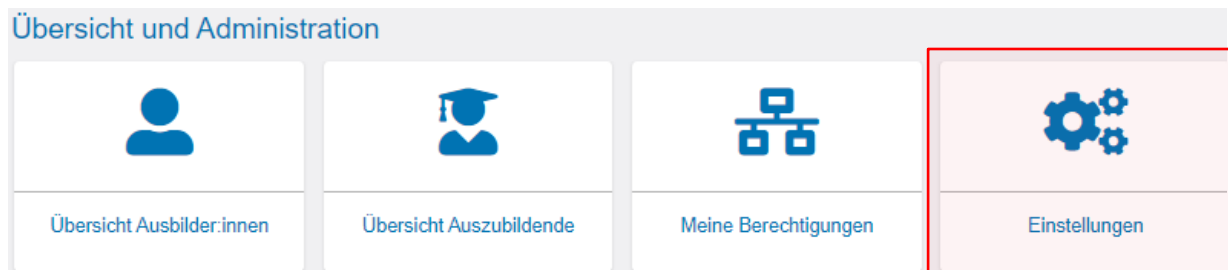 Übersicht und Administration
Übersicht Ausbilder:innen
Übersicht Auszubildende
Meine Berechtigungen
Einstellungen